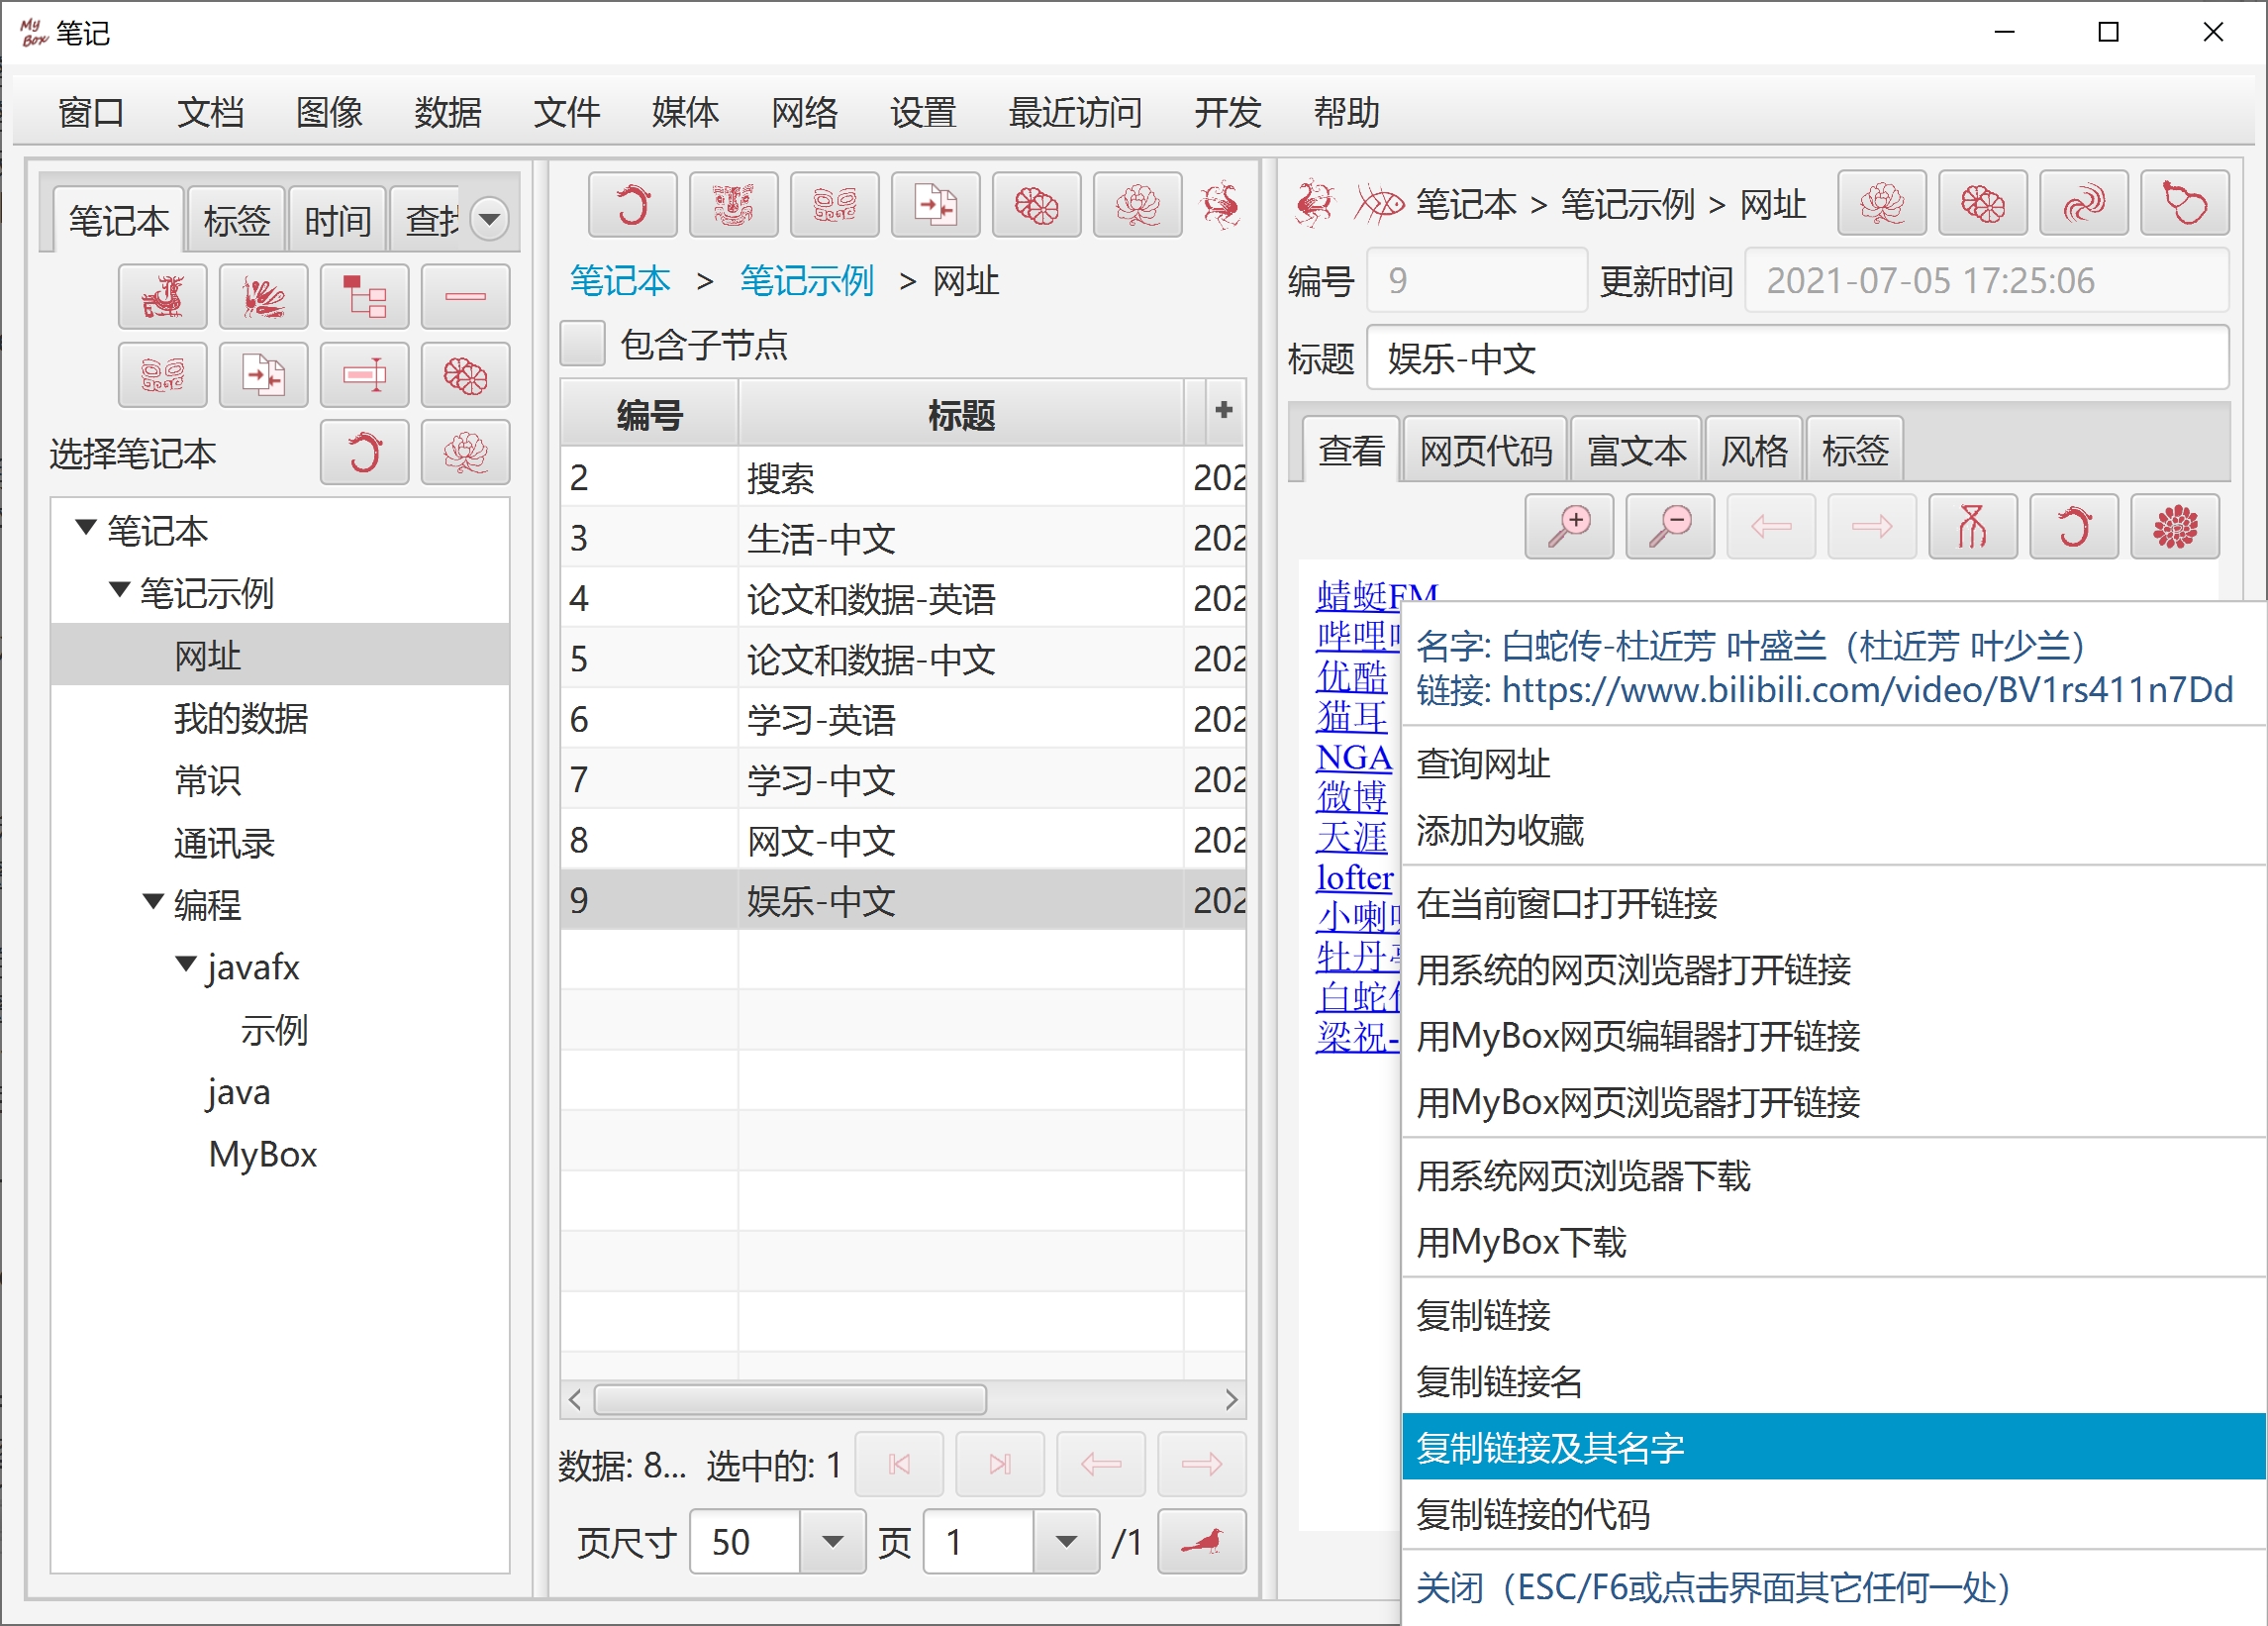 My Box 笔记
窗口 文档 图像 数据 文件 媒体 网络 设置 最近访问 开发 帮助
笔记本 标签 时间 查找
选择笔记本
笔记本
笔记示例
网址
我的数据
常识
通讯录
编程
javafx
示例
java
MyBox
笔记本 > 笔记示例 > 网址
包含子节点
编号 标题 +
2 搜索 202
3 生活-中文 202
4 论文和数据-英语 202
5 论文和数据-中文 202
6 学习-英语 202
7 学习-中文 202
8 网文-中文 202
9 娱乐-中文 202
数据: 8... 选中的: 1
页尺寸 50 页 1 /1
笔记本 > 笔记示例 > 网址
编号 9 更新时间 2021-07-05 17:25:06
标题 娱乐-中文
查看 网页代码 富文本 风格 标签
蜻蜓FM
哔哩
优酷
猫耳
NGA
微博
天涯
lofter
小喇
牡丹
白蛇
梁祝-
名字: 白蛇传-杜近芳 叶盛兰（杜近芳 叶少兰）
链接: https://www.bilibili.com/video/BV1rs411n7Dd
查询网址
添加为收藏
在当前窗口打开链接
用系统的网页浏览器打开链接
用MyBox网页编辑器打开链接
用MyBox网页浏览器打开链接
用系统网页浏览器下载
用MyBox下载
复制链接
复制链接名
复制链接及其名字
复制链接的代码
关闭（ESC/F6或点击界面其它任何一处）